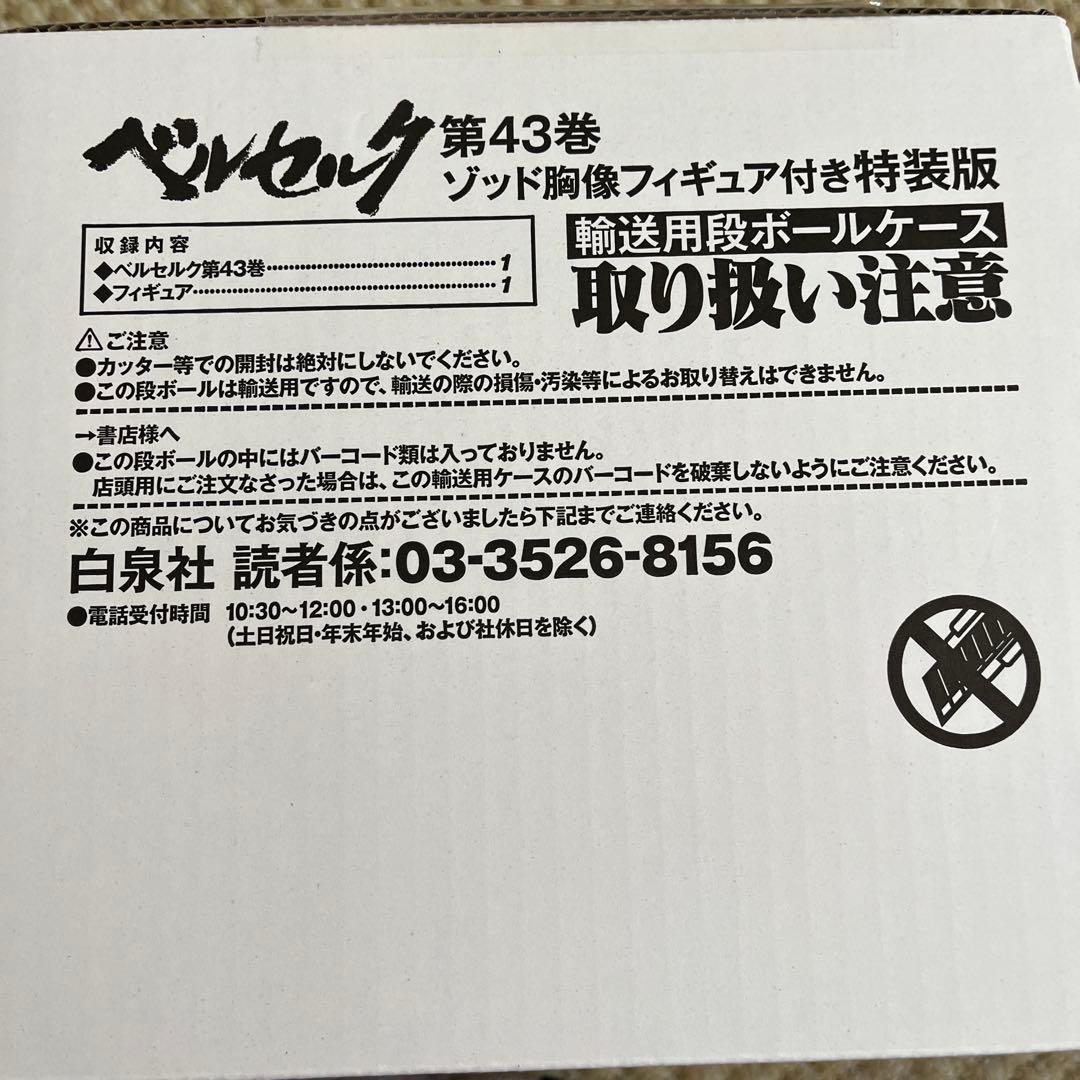 ベルセルク 第43巻
ゾッド胸像フィギュア付き特装版
輸送用段ボールケース
取り扱い注意
収録内容
◆ベルセルク第43巻…………………………1
◆フィギュア…………………………………1
⚠ご注意
●カッター等での開封は絶対にしないでください。
●この段ボールは輸送用ですので、輸送の際の損傷・汚染等によるお取り替えはできません。
→書店様へ
●この段ボールの中にはバーコード類は入っておりません。
店頭用にご注文なさった場合は、この輸送用ケースのバーコードを破棄しないようにご注意ください。
※この商品についてお気づきの点がございましたら下記までご連絡ください。
白泉社 読者係：03-3526-8156
●電話受付時間 10:30〜12:00・13:00〜16:00
（土日祝日・年末年始、および社休日を除く）